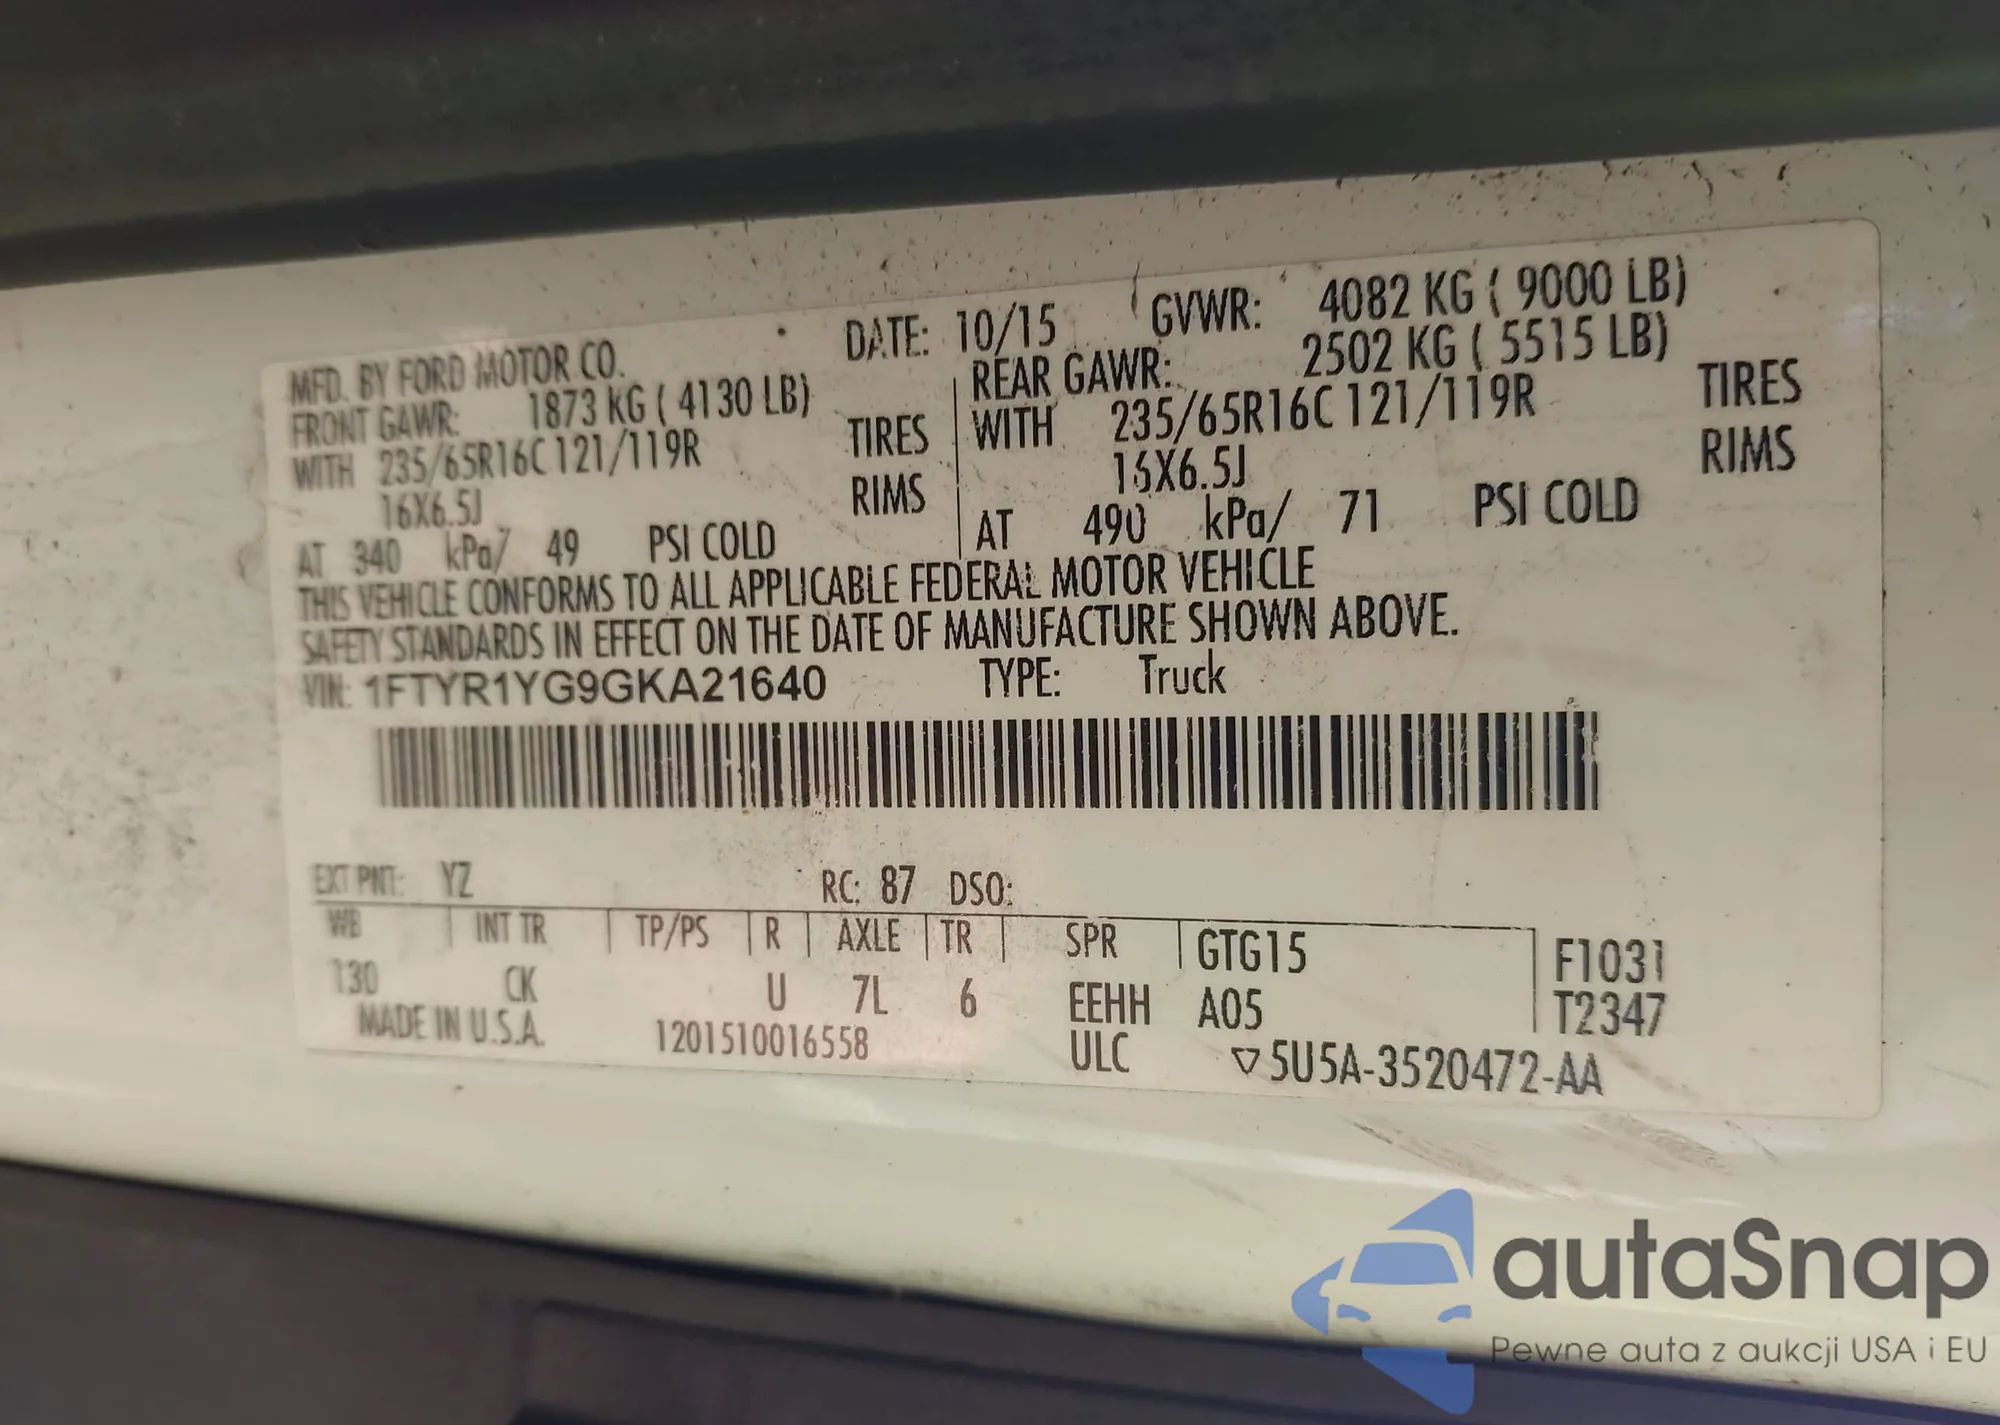 MFD. BY FORD MOTOR CO. DATE: 10/15 GVWR: 4082 KG ( 9000 LB)
FRONT GAWR: 1873 KG ( 4130 LB) REAR GAWR: 2502 KG ( 5515 LB)
WITH 235/65R16C 121/119R TIRES WITH 235/65R16C 121/119R TIRES
16X6.5J RIMS 16X6.5J RIMS
AT 340 kPa/ 49 PSI COLD AT 490 kPa/ 71 PSI COLD
THIS VEHICLE CONFORMS TO ALL APPLICABLE FEDERAL MOTOR VEHICLE
SAFETY STANDARDS IN EFFECT ON THE DATE OF MANUFACTURE SHOWN ABOVE.
VIN: 1FTYR1YG9GKA21640 TYPE: Truck
EXT PNT: YZ RC: 87 DSO:
WB INT TR TP/PS R AXLE TR SPR GTG15 F1031
130 CK U 7L 6 EEHH A05 T2347
MADE IN U.S.A. 1201510016558 ULC ▽5U5A-3520472-AA
autaSnap
Pewne auta z aukcji USA i EU